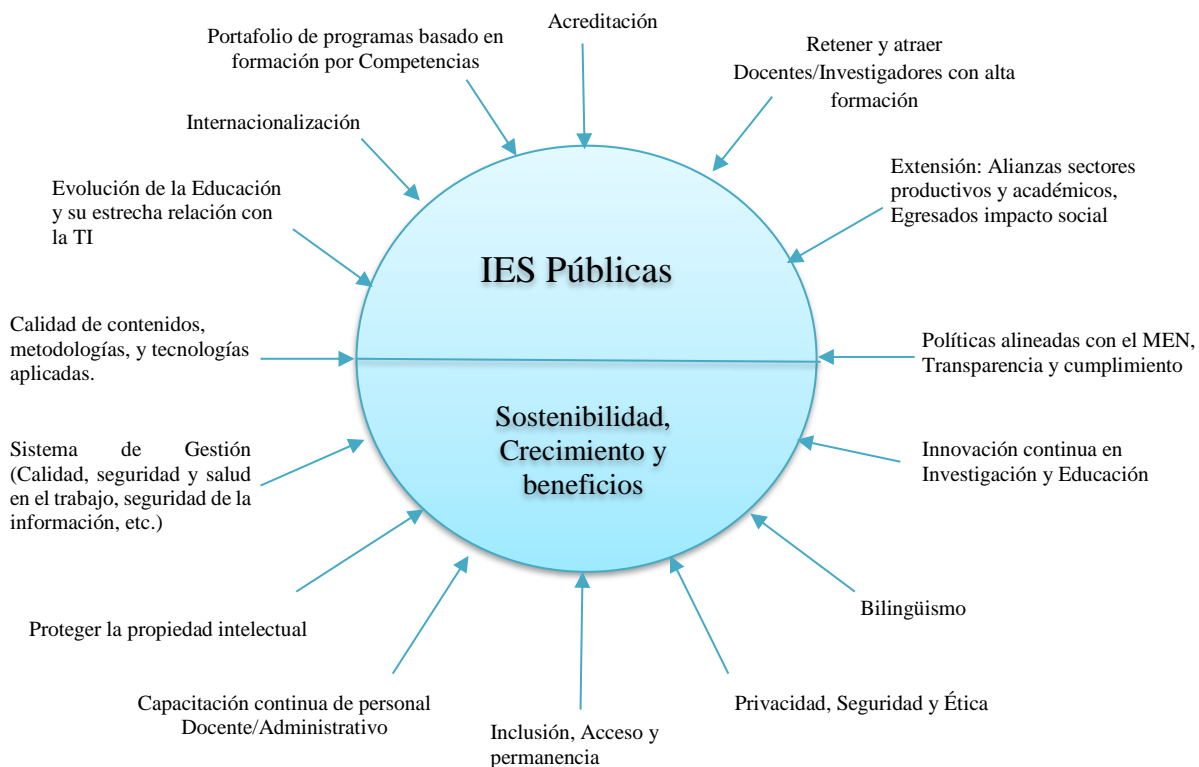 Acreditación
Portafolio de programas basado en
formación por Competencias
Retener y atraer
Docentes/Investigadores con alta
formación
Internacionalización
Extensión: Alianzas sectores
productivos y académicos,
Egresados impacto social
Evolución de la Educación
y su estrecha relación con
la TI
IES Públicas
Calidad de contenidos,
metodologías, y tecnologías
aplicadas.
Políticas alineadas con el MEN,
Transparencia y cumplimiento
Sostenibilidad,
Crecimiento y
beneficios
Sistema de Gestión
(Calidad, seguridad y salud
en el trabajo, seguridad de la
información, etc.)
Innovación continua en
Investigación y Educación
Proteger la propiedad intelectual
Bilingüismo
Capacitación continua de personal
Docente/Administrativo
Inclusión, Acceso y
permanencia
Privacidad, Seguridad y Ética